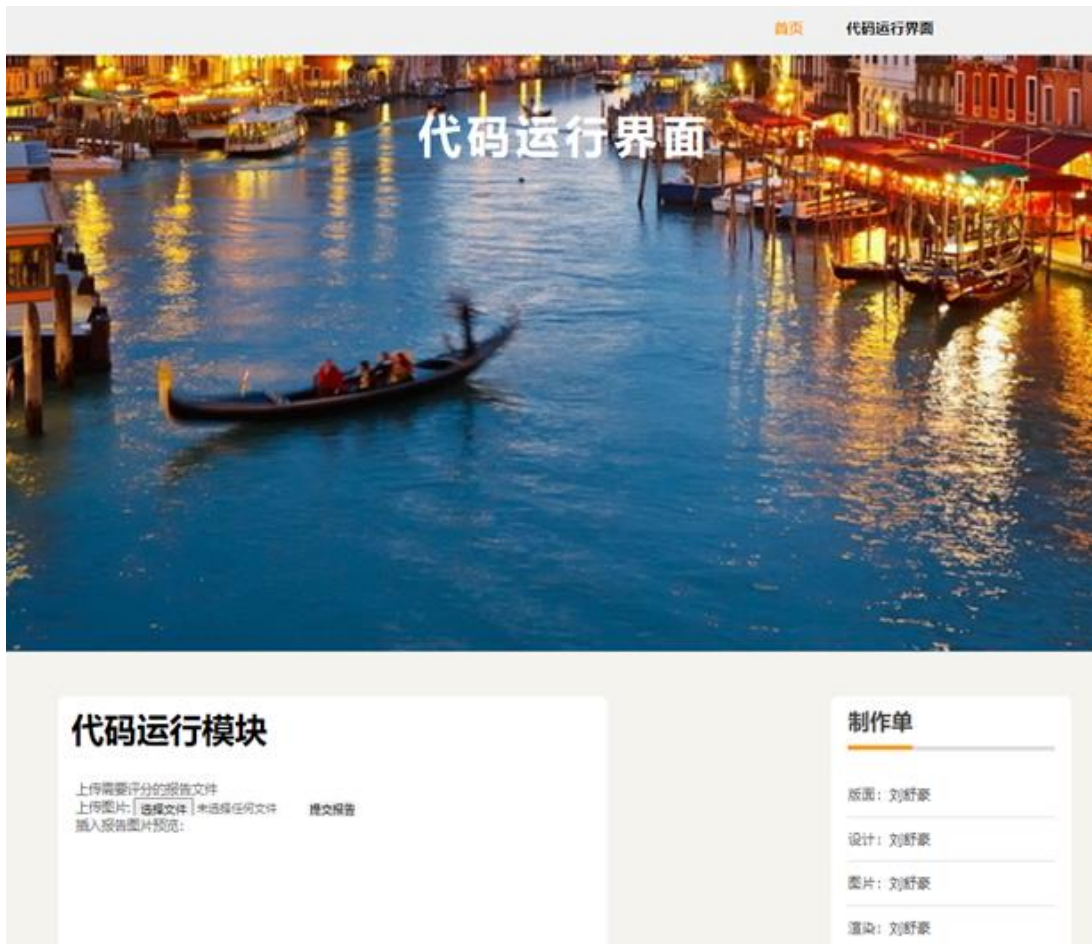 首页 代码运行界面
代码运行界面
代码运行模块
上传需要评分的报告文件
上传图片: 选择文件 未选择任何文件 提交报告
插入报告图片预览:
制作单
版面: 刘舒豪
设计: 刘舒豪
图片: 刘舒豪
渲染: 刘舒豪